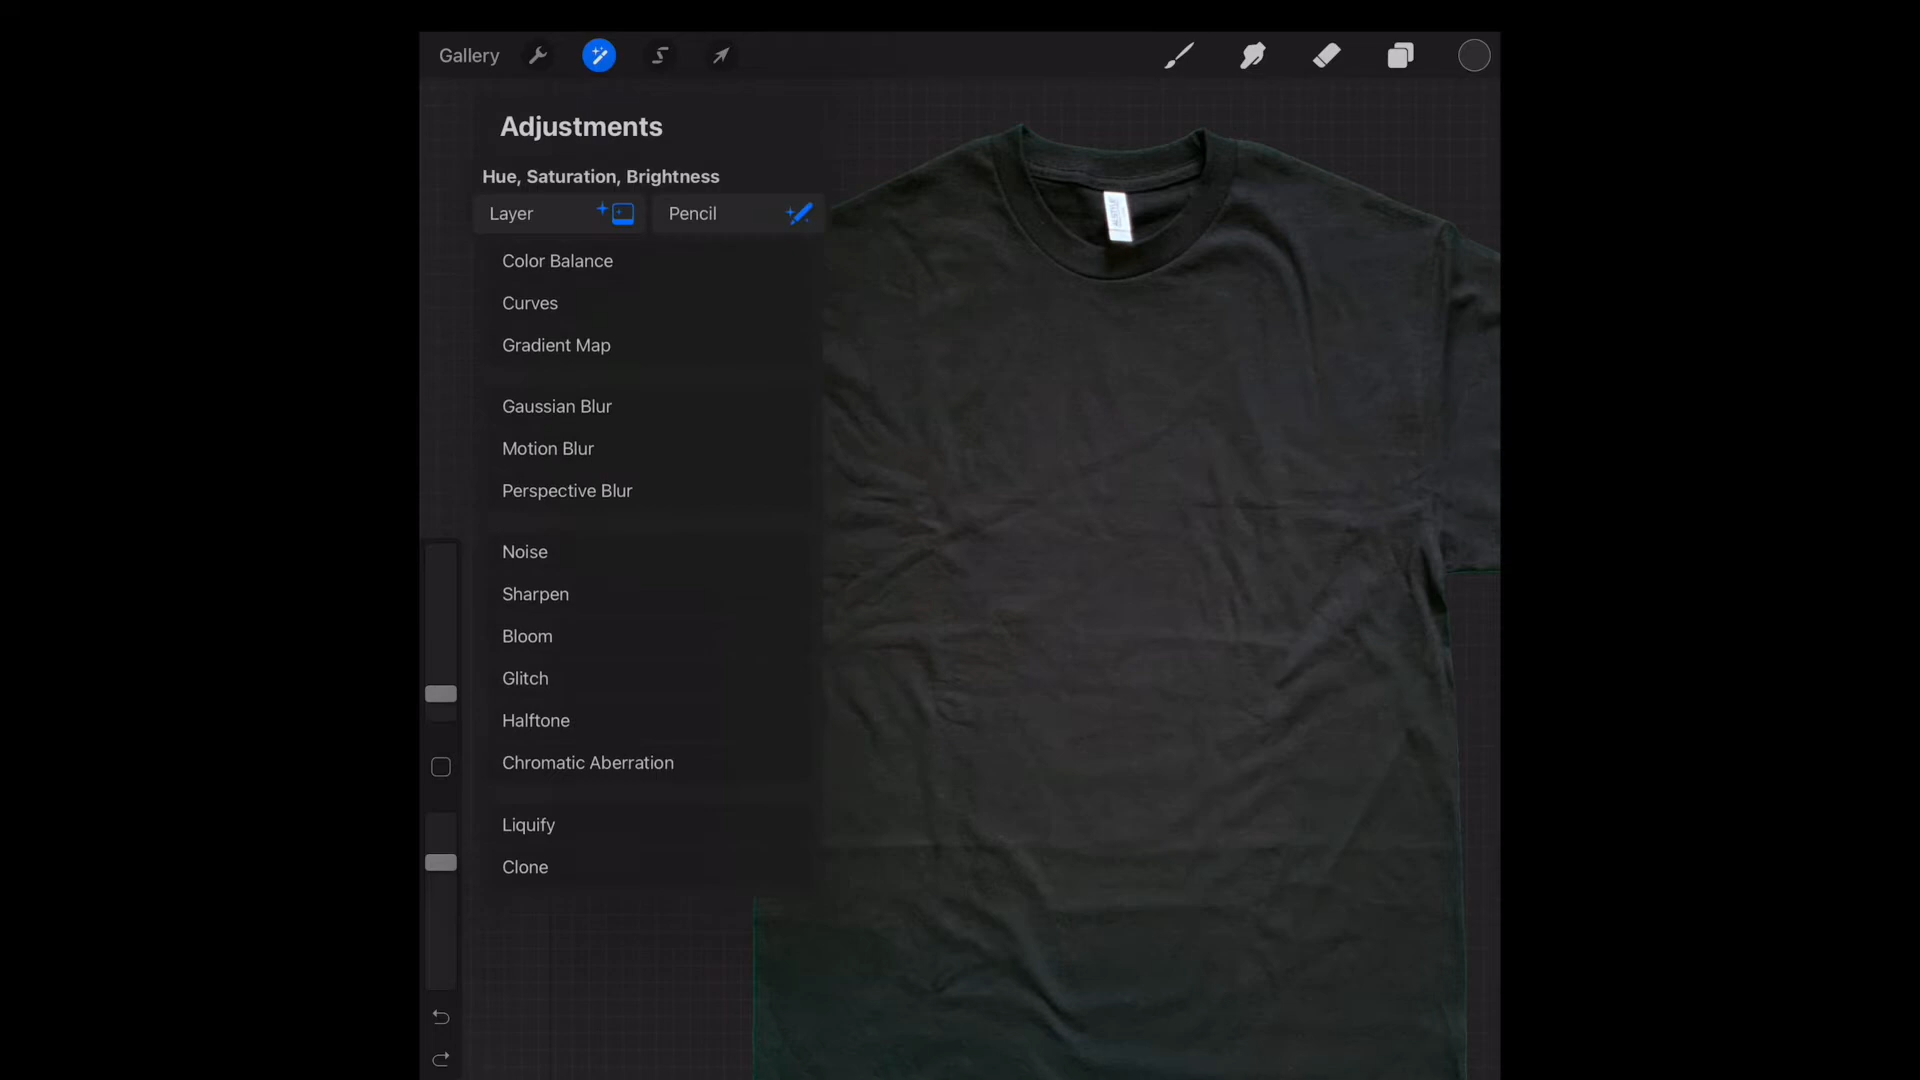 Gallery
Adjustments
Hue, Saturation, Brightness
Layer
Pencil
Color Balance
Curves
Gradient Map
Gaussian Blur
Motion Blur
Perspective Blur
Noise
Sharpen
Bloom
Glitch
Halftone
Chromatic Aberration
Liquify
Clone